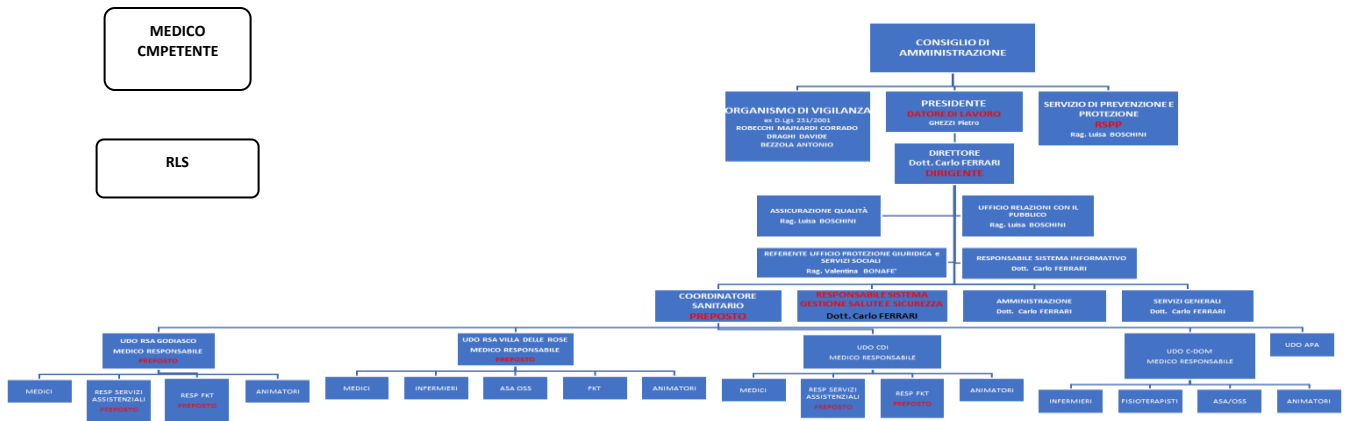 MEDICO
CMPETENTE
RLS
CONSIGLIO DI
AMMINISTRAZIONE
ORGANISMO DI VIGILANZA
ex D.Lgs 231/2001
ROBECCHI MAINARDI CORRADO
DRAGHI DAVIDE
BEZZOLA ANTONIO
PRESIDENTE
DATORE DI LAVORO
GHEZZI Pietro
SERVIZIO DI PREVENZIONE E
PROTEZIONE
RSPP
Rag. Luisa BOSCHINI
DIRETTORE
Dott. Carlo FERRARI
DIRIGENTE
ASSICURAZIONE QUALITÀ
Rag. Luisa BOSCHINI
UFFICIO RELAZIONI CON IL
PUBBLICO
Rag. Luisa BOSCHINI
REFERENTE UFFICIO PROTEZIONE GIURIDICA e
SERVIZI SOCIALI
Rag. Valentina BONAFE'
RESPONSABILE SISTEMA INFORMATIVO
Dott. Carlo FERRARI
COORDINATORE
SANITARIO
PREPOSTO
RESPONSABILE SISTEMA
GESTIONE SALUTE E SICUREZZA
Dott. Carlo FERRARI
AMMINISTRAZIONE
Dott. Carlo FERRARI
SERVIZI GENERALI
Dott. Carlo FERRARI
UDO RSA GODIASCO
MEDICO RESPONSABILE
PREPOSTO
UDO RSA VILLA DELLE ROSE
MEDICO RESPONSABILE
PREPOSTO
UDO CDI
MEDICO RESPONSABILE
UDO C-DOM
MEDICO RESPONSABILE
UDO APA
MEDICI
RESP SERVIZI
ASSISTENZIALI
PREPOSTO
RESP FKT
PREPOSTO
ANIMATORI
MEDICI
INFERMIERI
ASA OSS
FKT
ANIMATORI
MEDICI
RESP SERVIZI
ASSISTENZIALI
PREPOSTO
RESP FKT
PREPOSTO
ANIMATORI
INFERMIERI
FISIOTERAPISTI
ASA/OSS
ANIMATORI